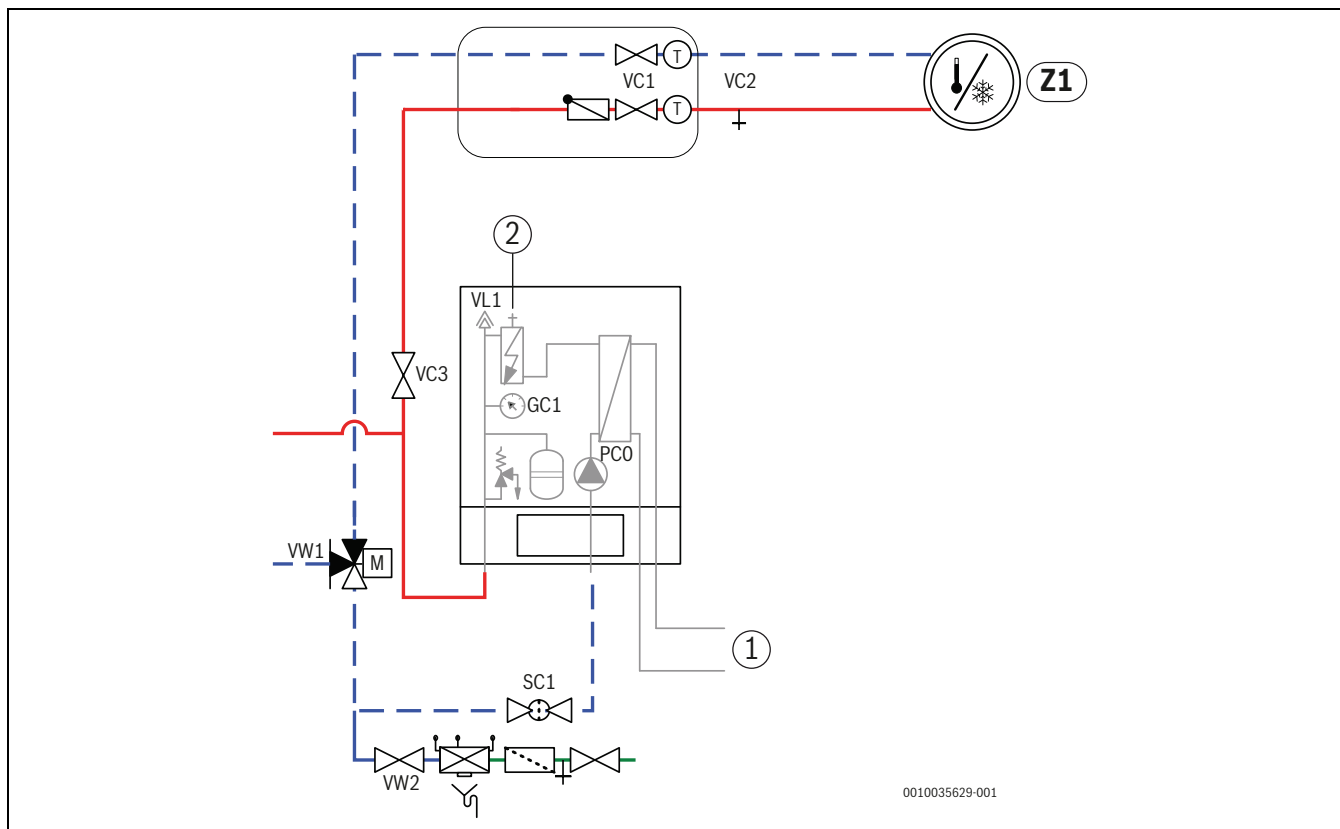 T
VC1
VC2
Z1
T
2
VL1
VC3
GC1
PC0
VW1
M
1
SC1
VW2
0010035629-001